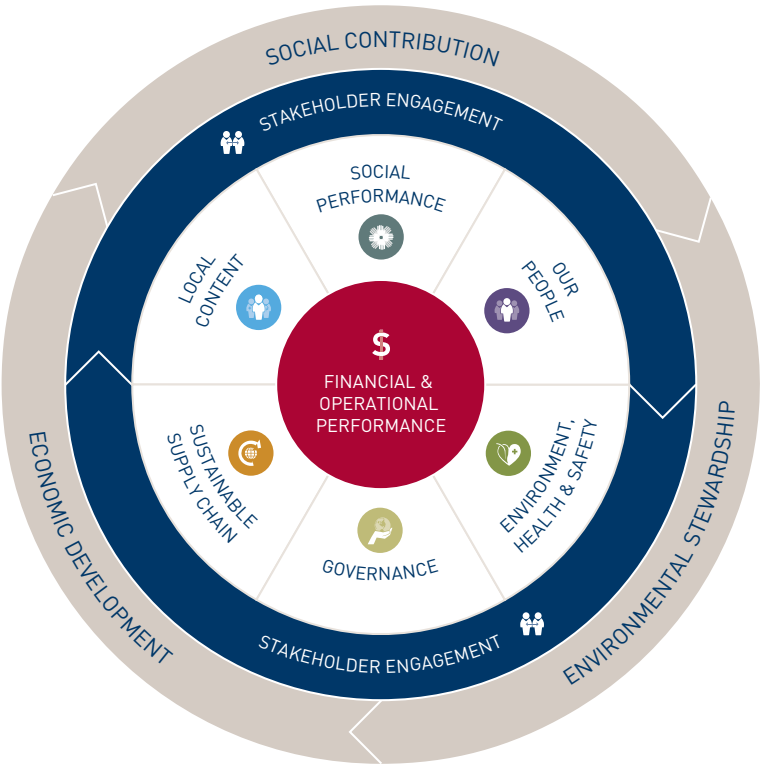 SOCIAL CONTRIBUTION
STAKEHOLDER ENGAGEMENT
SOCIAL
PERFORMANCE
LOCAL
CONTENT
OUR
PEOPLE
$
FINANCIAL &
OPERATIONAL
PERFORMANCE
SUSTAINABLE
SUPPLY CHAIN
ENVIRONMENT,
HEALTH & SAFETY
GOVERNANCE
STAKEHOLDER ENGAGEMENT
ECONOMIC DEVELOPMENT
ENVIRONMENTAL STEWARDSHIP